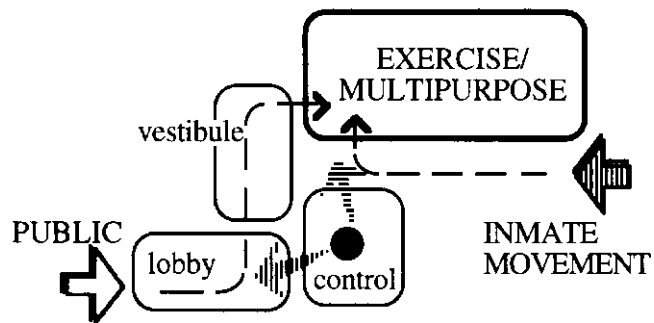 EXERCISE/
MULTIPURPOSE
vestibule
PUBLIC
lobby
control
INMATE
MOVEMENT